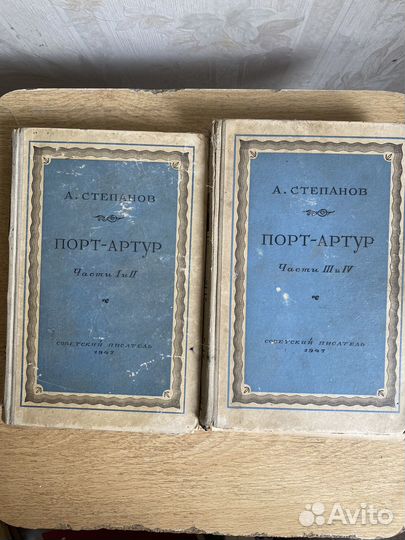 А. СТЕПАНОВ
ПОРТ-АРТУР
Части I и II
СОВЕТСКИЙ ПИСАТЕЛЬ
1947
А. СТЕПАНОВ
ПОРТ-АРТУР
Части III и IV
СОВЕТСКИЙ ПИСАТЕЛЬ
1947
Avito